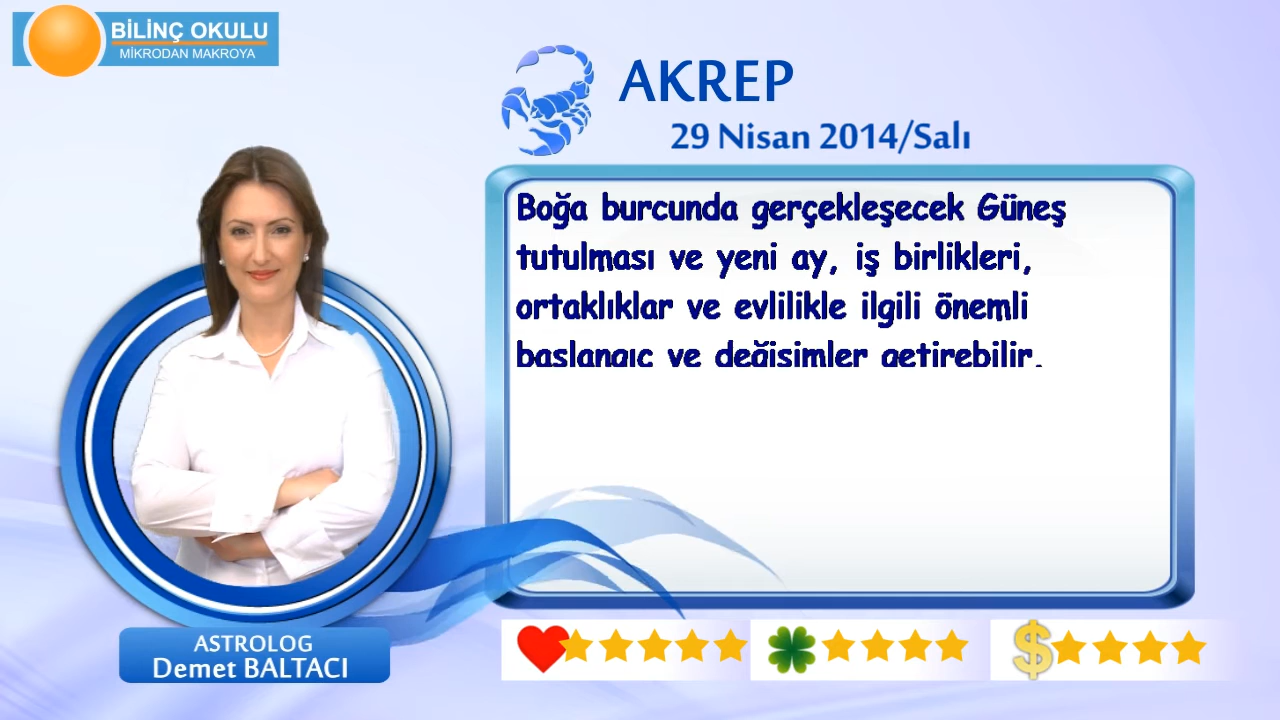 BİLİNÇ OKULU
MİKRODAN MAKROYA
AKREP
29 Nisan 2014/Salı
Boğa burcunda gerçekleşecek Güneş
tutulması ve yeni ay, iş birlikleri,
ortaklıklar ve evlilikle ilgili önemli
başlangıç ve değişimler getirebilir.
ASTROLOG
Demet BALTACI